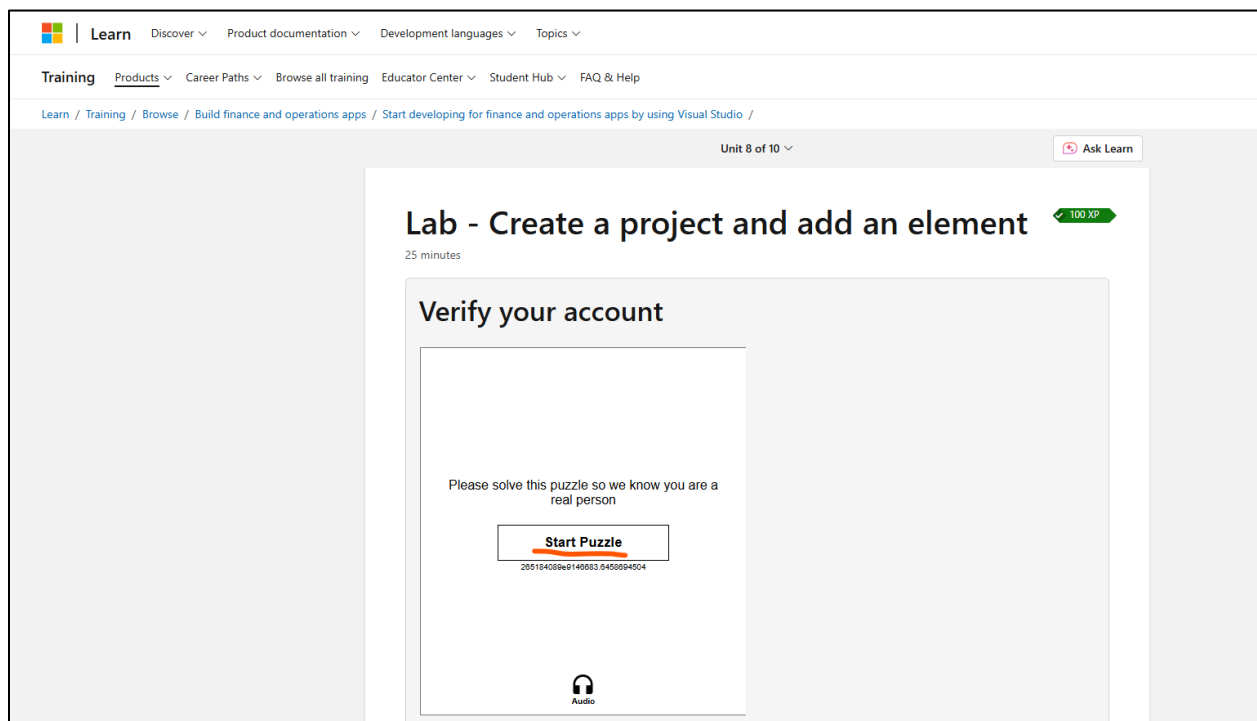 Learn Discover Product documentation Development languages Topics
Training Products Career Paths Browse all training Educator Center Student Hub FAQ & Help
Learn / Training / Browse / Build finance and operations apps / Start developing for finance and operations apps by using Visual Studio /
Unit 8 of 10
Ask Learn
Lab - Create a project and add an element
100 XP
25 minutes
Verify your account
Please solve this puzzle so we know you are a
real person
Start Puzzle
265184089e9146683.6458694504
Audio